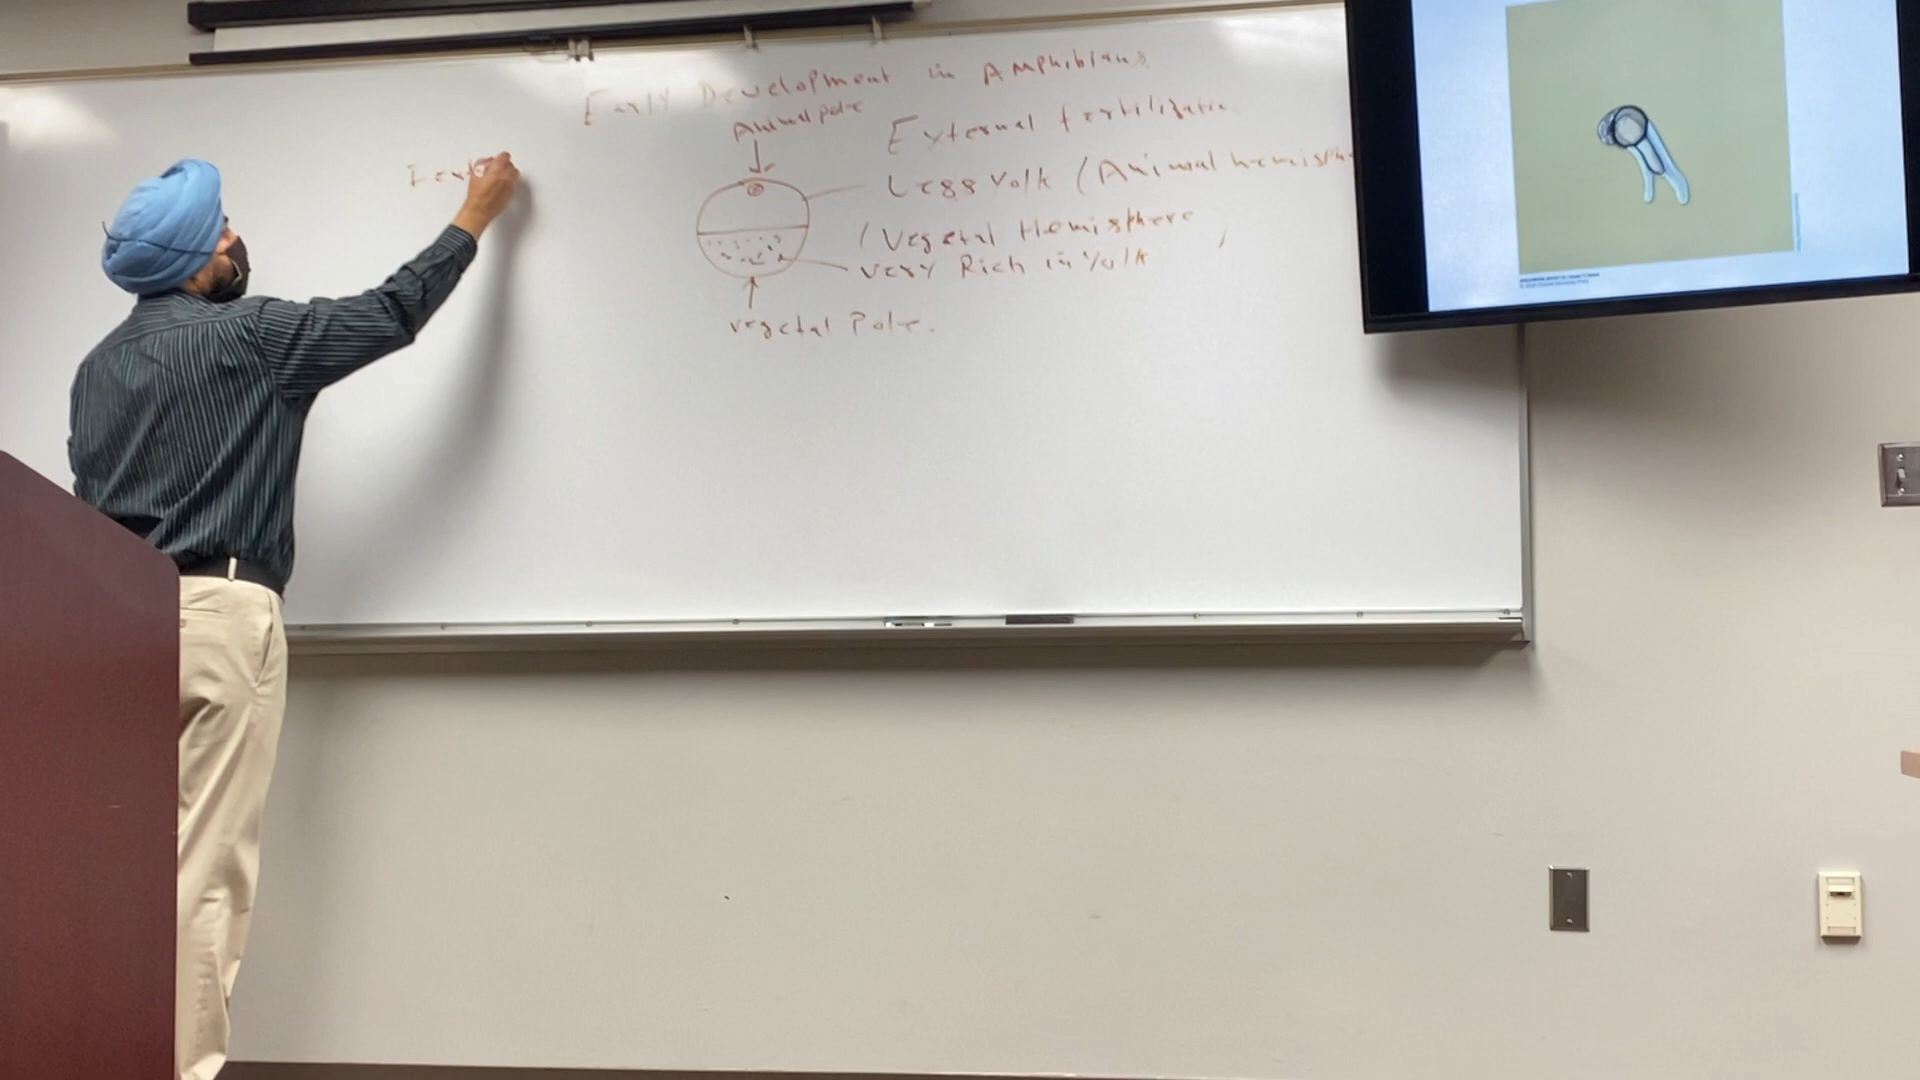 Early Development in Amphibians
Animal pole
External fertilization
Less Yolk (Animal hemisph
(Vegetal Hemisphere )
very Rich in Yolk
vegetal Pole.